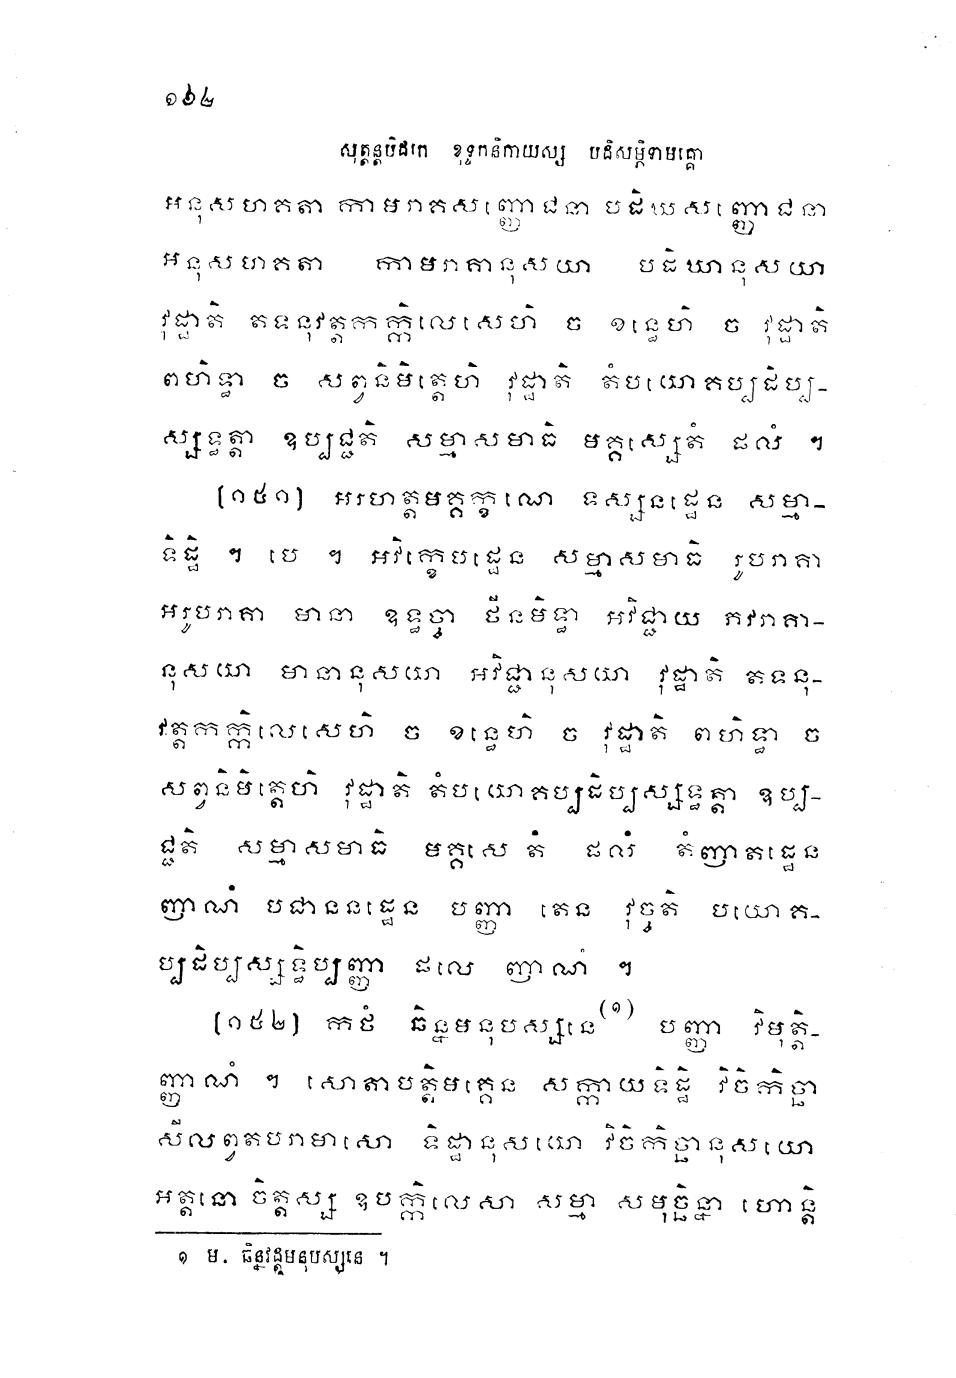 ១៦៤
សុត្តន្តបិដកេ ខុទ្ទកនិកាយស្ស បដិសម្ភិទាមគ្គោ
អនុសហគតា កាមរាគសញ្ញោជនា បដិឃសញ្ញោជនា
អនុសហគតា កាមរាគានុសយា បដិឃានុសយា
វុដ្ឋាតិ តទនុវត្តកក្កិលេសេហិ ច ខន្ធេហិ ច វុដ្ឋាតិ
ពហិទ្ធា ច សព្វនិមិត្តេហិ វុដ្ឋាតិ តំបយោគប្បដិប្ប-
ស្សទ្ធត្តា ឧប្បជ្ជតិ សម្មាសមាធិ មគ្គស្សេតំ ផលំ ។
(១៥១) អរហត្តមគ្គក្ខណេ ទស្សនដ្ឋេន សម្មា-
ទិដ្ឋិ ។ បេ ។ អវិក្ខេបដ្ឋេន សម្មាសមាធិ រូបរាគា
អរូបរាគា មានា ឧទ្ធច្ចា ថីនមិទ្ធា អវិជ្ជាយ ភវរាគា-
នុសយោ មានានុសយោ អវិជ្ជានុសយោ វុដ្ឋាតិ តទនុ-
វត្តកក្កិលេសេហិ ច ខន្ធេហិ ច វុដ្ឋាតិ ពហិទ្ធា ច
សព្វនិមិត្តេហិ វុដ្ឋាតិ តំបយោគប្បដិប្បស្សទ្ធត្តា ឧប្ប-
ជ្ជតិ សម្មាសមាធិ មគ្គសេតំ ផលំ តំញាតដ្ឋេន
ញាណំ បជាននដ្ឋេន បញ្ញា តេន វុច្ចតិ បយោគ-
ប្បដិប្បស្សទ្ធិប្បញ្ញា ផលេ ញាណំ ។
(១៥២) កថំ ឆិន្នមនុបស្សនេ(១) បញ្ញា វិមុត្តិ-
ញ្ញាណំ ។ សោតាបត្តិមគ្គេន សក្កាយទិដ្ឋិ វិចិកិច្ឆា
សីលព្វតបរាមាសោ ទិដ្ឋានុសយោ វិចិកិច្ឆានុសយោ
អត្តនោ ចិត្តស្ស ឧបក្កិលេសា សម្មា សមុច្ឆិន្នា ហោន្តិ
១ ម. ឆិន្នវដ្ដមនុបស្សនេ ។